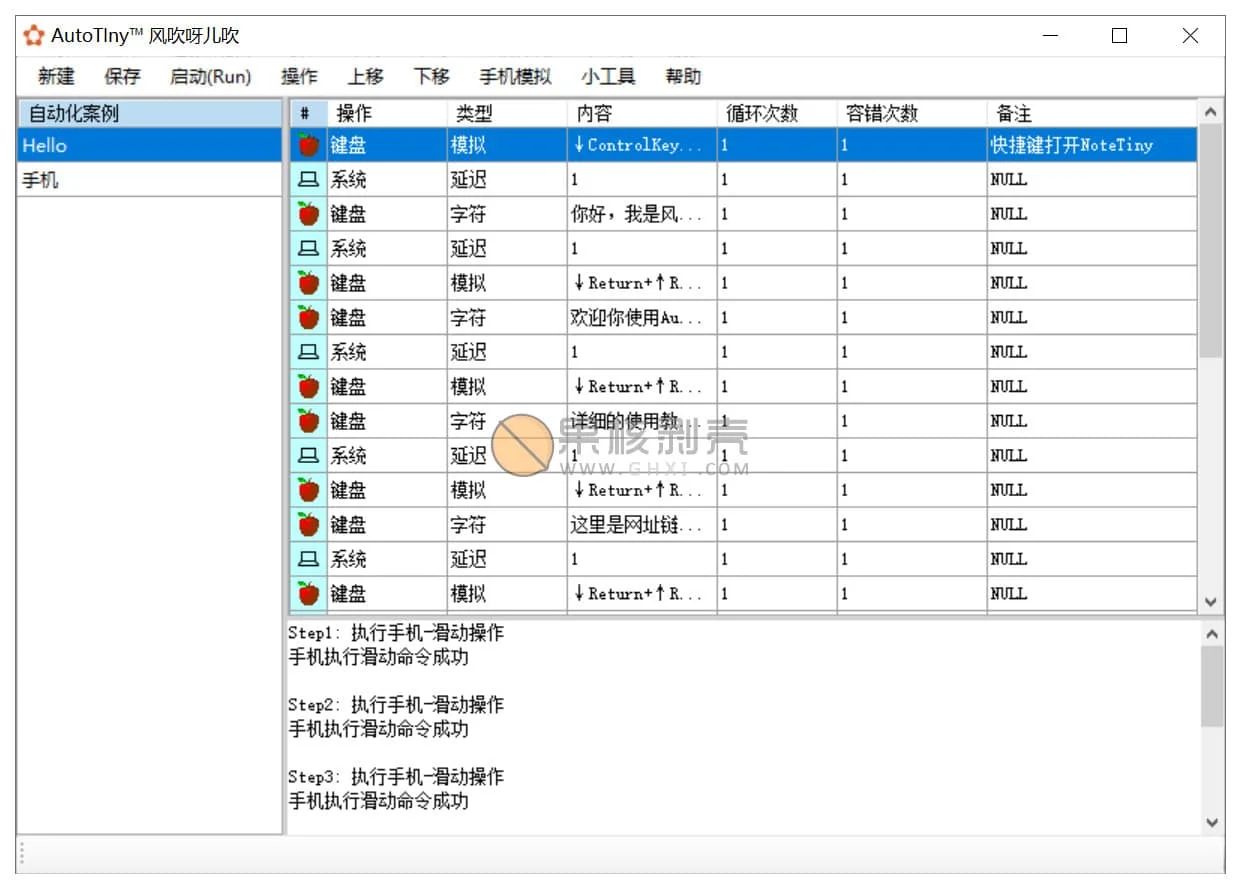 AutoTIny™ 风吹呀儿吹
新建 保存 启动(Run) 操作 上移 下移 手机模拟 小工具 帮助
自动化案例
Hello
手机
# 操作 类型 内容 循环次数 容错次数 备注
键盘 模拟 ↓ControlKey... 1 1 快捷键打开NoteTiny
系统 延迟 1 1 1 NULL
键盘 字符 你好，我是风... 1 1 NULL
系统 延迟 1 1 1 NULL
键盘 模拟 ↓Return+↑R... 1 1 NULL
键盘 字符 欢迎你使用Au... 1 1 NULL
系统 延迟 1 1 1 NULL
键盘 模拟 ↓Return+↑R... 1 1 NULL
键盘 字符 详细的使用教... 1 1 NULL
系统 延迟 1 1 1 NULL
键盘 模拟 ↓Return+↑R... 1 1 NULL
键盘 字符 这里是网址链... 1 1 NULL
系统 延迟 1 1 1 NULL
键盘 模拟 ↓Return+↑R... 1 1 NULL
果核剥壳
WWW.GHXI.COM
Step1: 执行手机-滑动操作
手机执行滑动命令成功
Step2: 执行手机-滑动操作
手机执行滑动命令成功
Step3: 执行手机-滑动操作
手机执行滑动命令成功